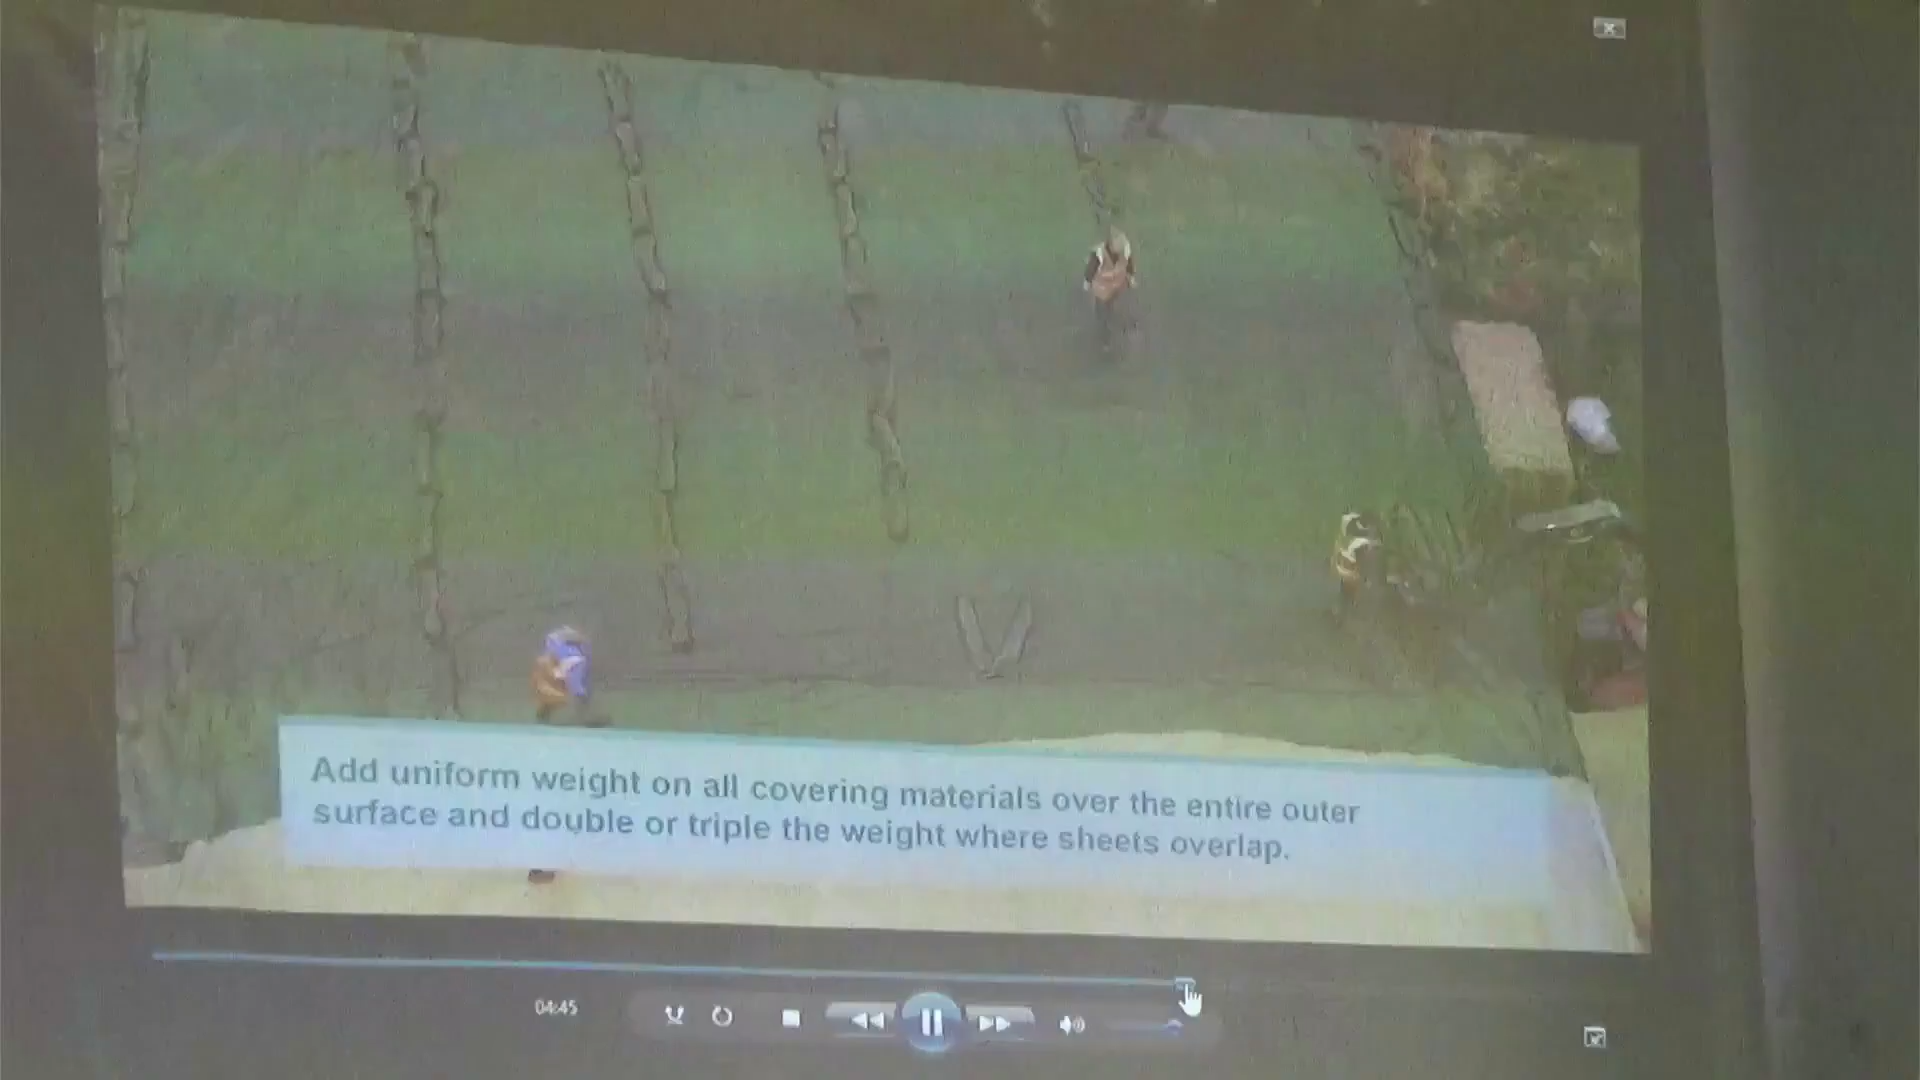 Add uniform weight on all covering materials over the entire outer
surface and double or triple the weight where sheets overlap.
04:45